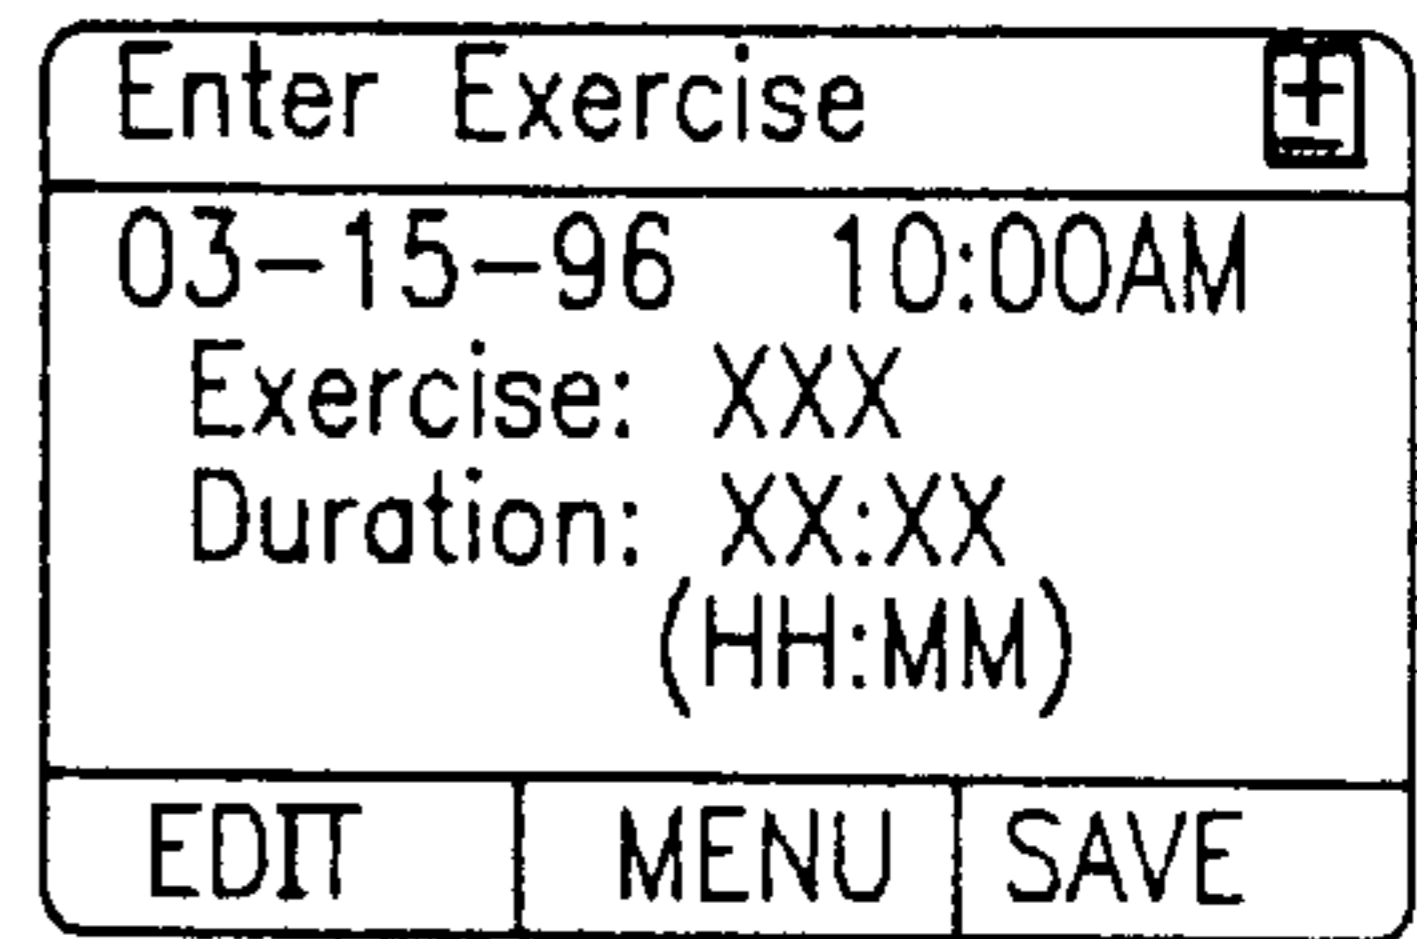 Enter Exercise ±
03-15-96 10:00AM
Exercise: XXX
Duration: XX:XX
(HH:MM)
EDIT MENU SAVE